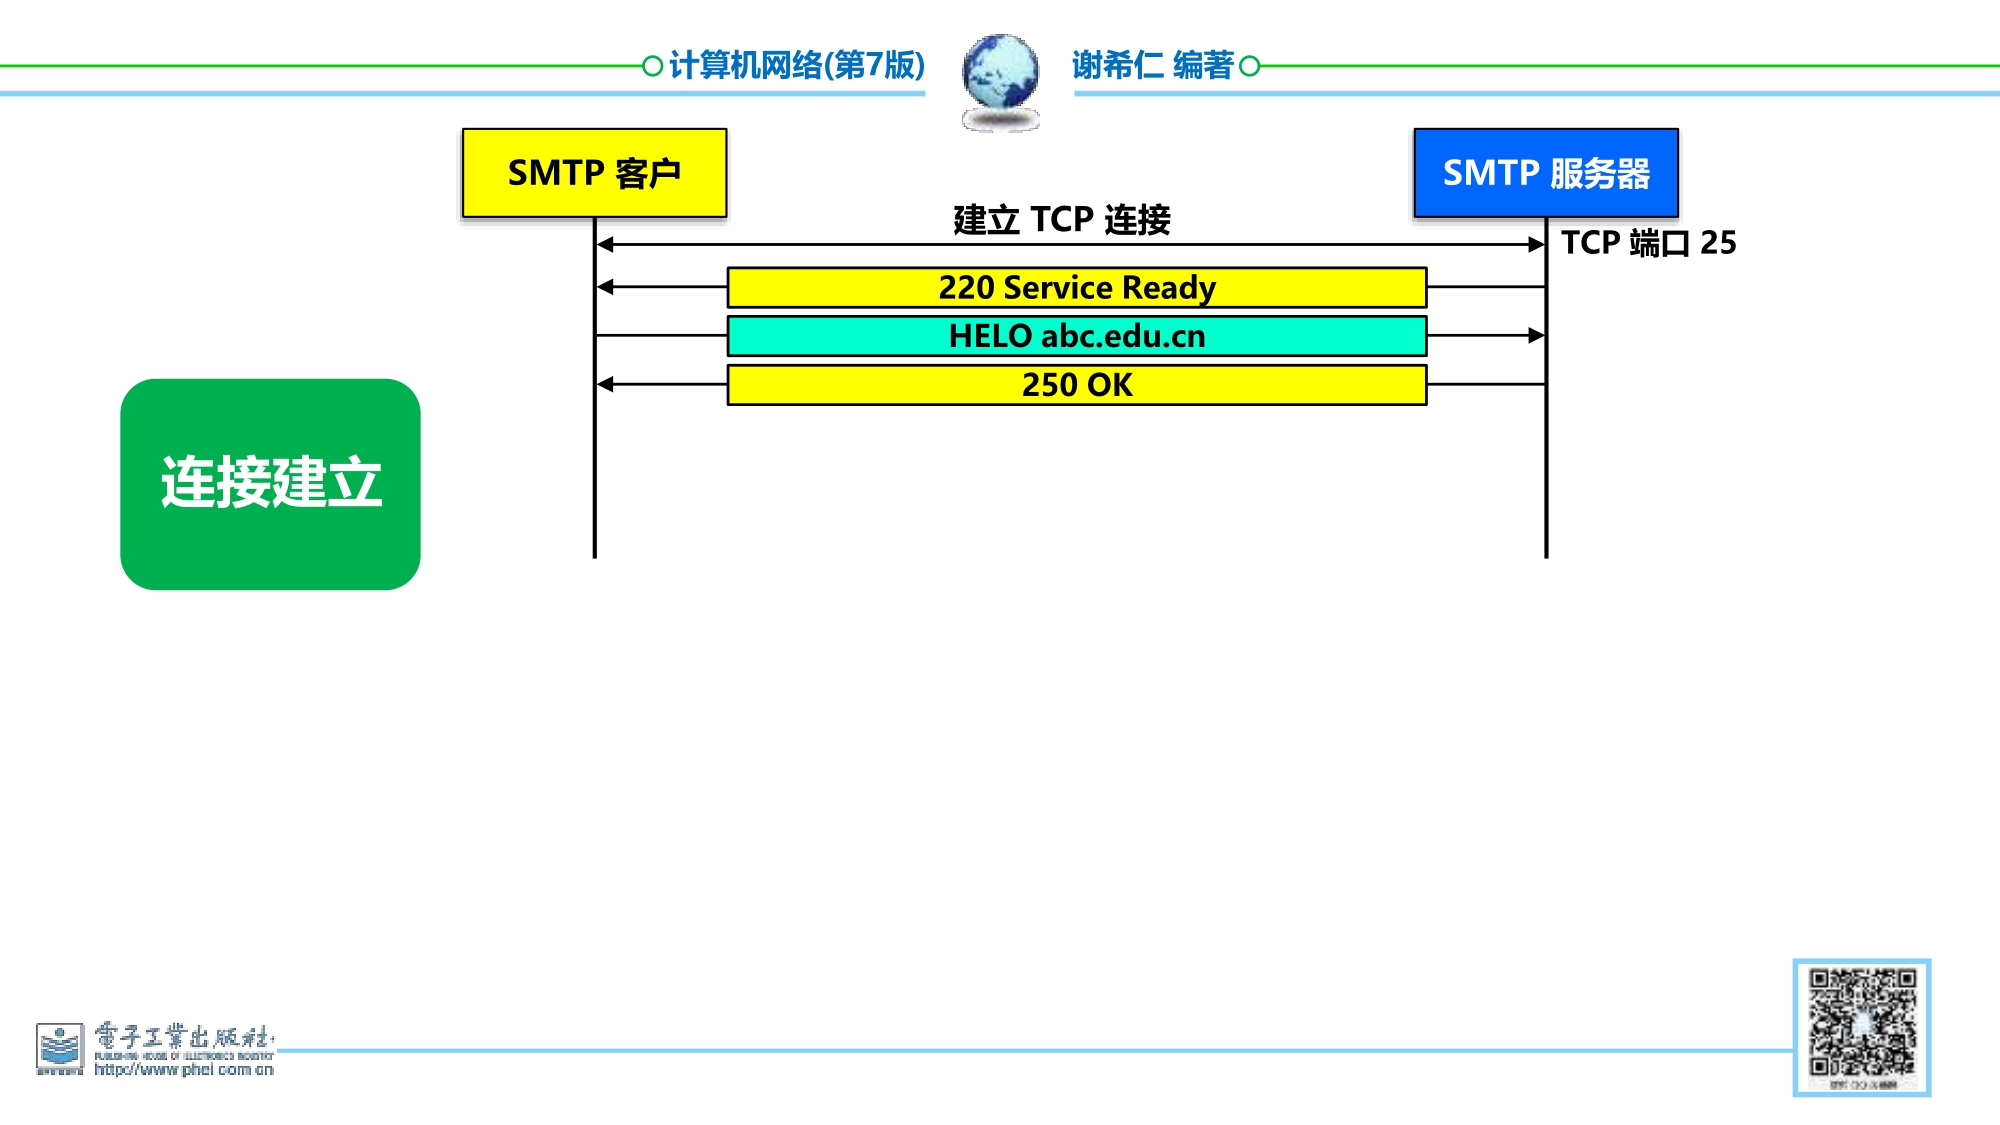 计算机网络(第7版) 谢希仁 编著
SMTP 客户
SMTP 服务器
建立 TCP 连接
TCP 端口 25
220 Service Ready
HELO abc.edu.cn
250 OK
连接建立
電子工業出版社
PUBLISHING HOUSE OF ELECTRONICS INDUSTRY
http://www.phei.com.cn